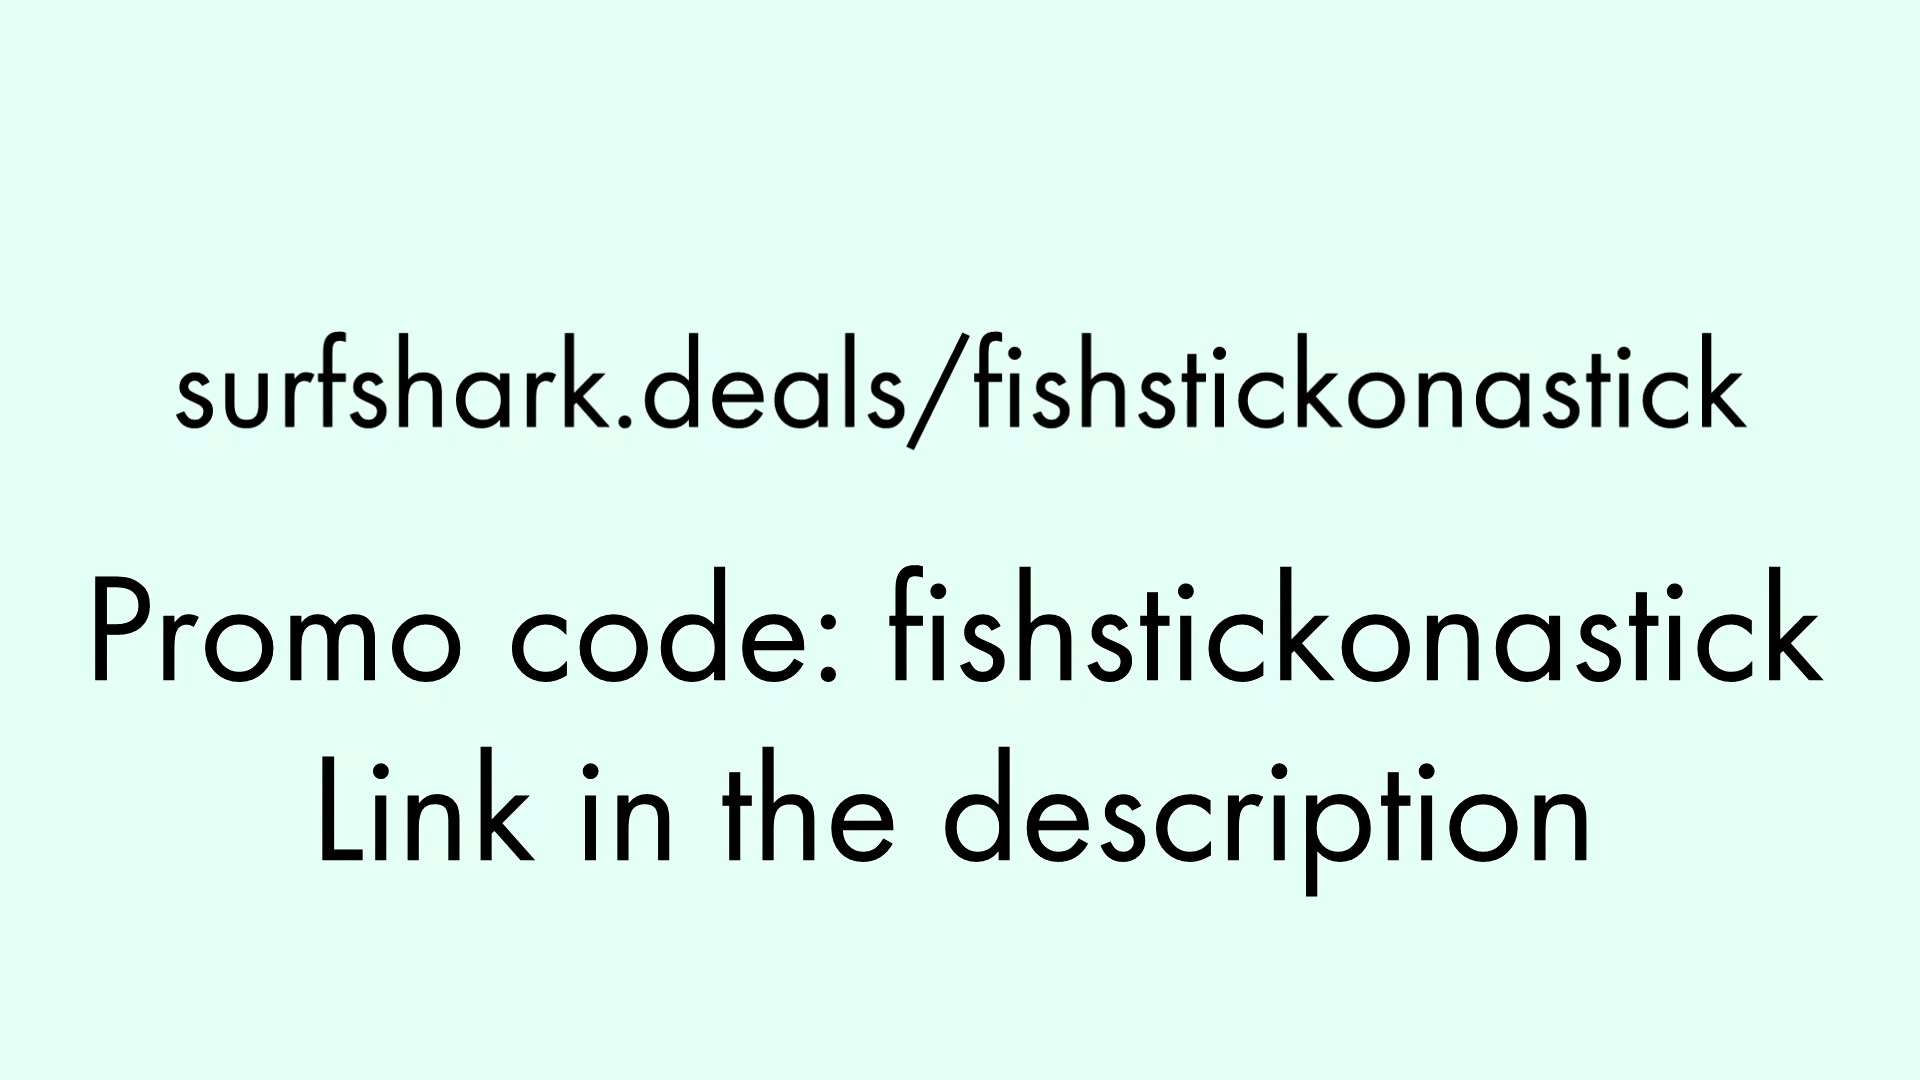 surfshark.deals/fishstickonastick
Promo code: fishstickonastick
Link in the description